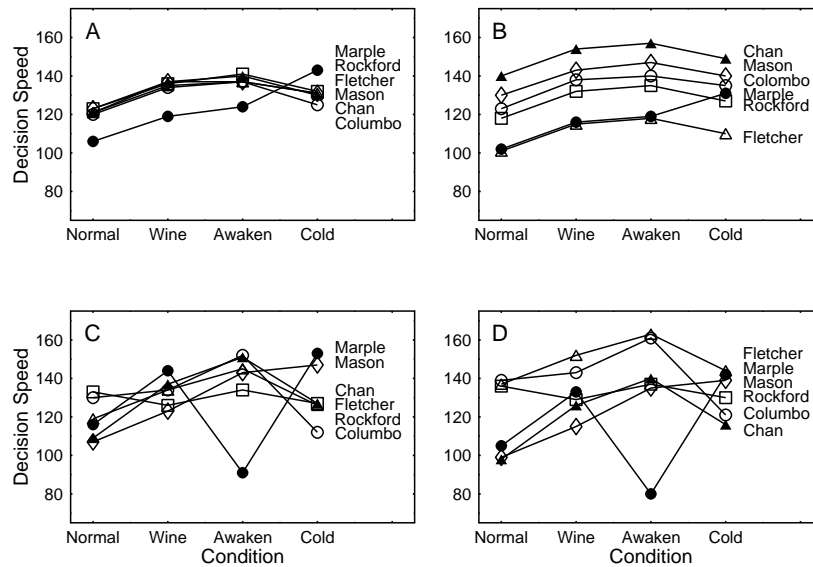 A
160
140
120
100
80
Decision Speed
Marple
Rockford
Fletcher
Mason
Chan
Columbo
Normal Wine Awaken Cold
B
160
140
120
100
80
Chan
Mason
Colombo
Marple
Rockford
Fletcher
Normal Wine Awaken Cold
C
160
140
120
100
80
Decision Speed
Marple
Mason
Chan
Fletcher
Rockford
Columbo
Normal Wine Awaken Cold
Condition
D
160
140
120
100
80
Fletcher
Marple
Mason
Rockford
Columbo
Chan
Normal Wine Awaken Cold
Condition